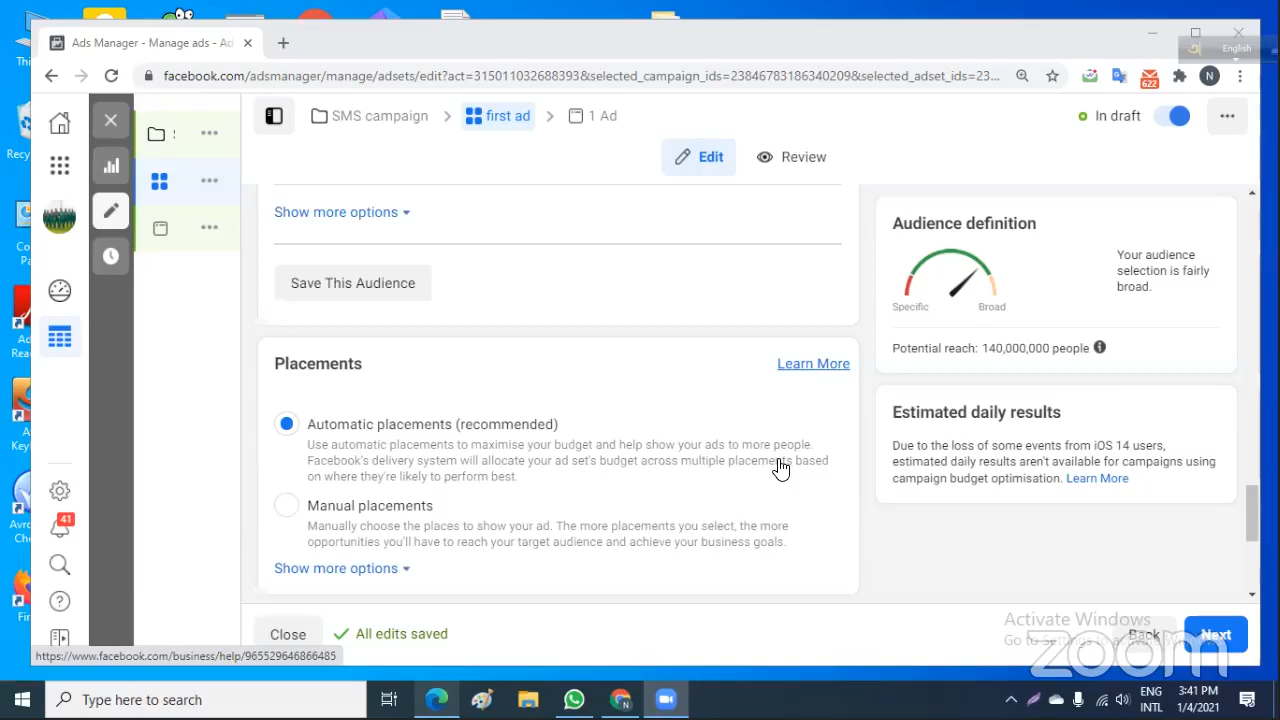 Ads Manager - Manage ads - Ad
English
facebook.com/adsmanager/manage/adsets/edit?act=315011032688393&selected_campaign_ids=23846783186340209&selected_adset_ids=23...
622
N
SMS campaign
first ad
1 Ad
In draft
Edit
Review
Show more options
Save This Audience
Audience definition
Specific
Broad
Your audience
selection is fairly
broad.
Potential reach: 140,000,000 people
Placements
Learn More
Automatic placements (recommended)
Use automatic placements to maximise your budget and help show your ads to more people.
Facebook's delivery system will allocate your ad set's budget across multiple placements based
on where they're likely to perform best.
Manual placements
Manually choose the places to show your ad. The more placements you select, the more
opportunities you'll have to reach your target audience and achieve your business goals.
Show more options
Estimated daily results
Due to the loss of some events from iOS 14 users,
estimated daily results aren't available for campaigns using
campaign budget optimisation. Learn More
41
Close
All edits saved
Activate Windows
Back
Next
zoom
https://www.facebook.com/business/help/965529646866485
Type here to search
N
ENG
INTL
3:41 PM
1/4/2021